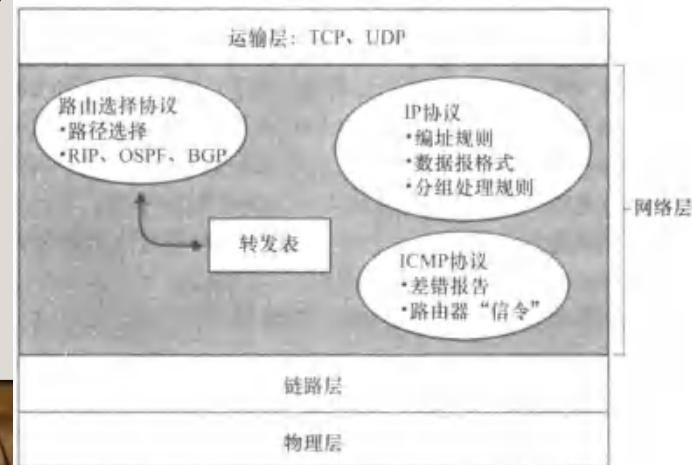 运输层：TCP、UDP
路由选择协议
•路径选择
•RIP、OSPF、BGP
IP协议
•编址规则
•数据报格式
•分组处理规则
转发表
网络层
ICMP协议
•差错报告
•路由器“信令”
链路层
物理层